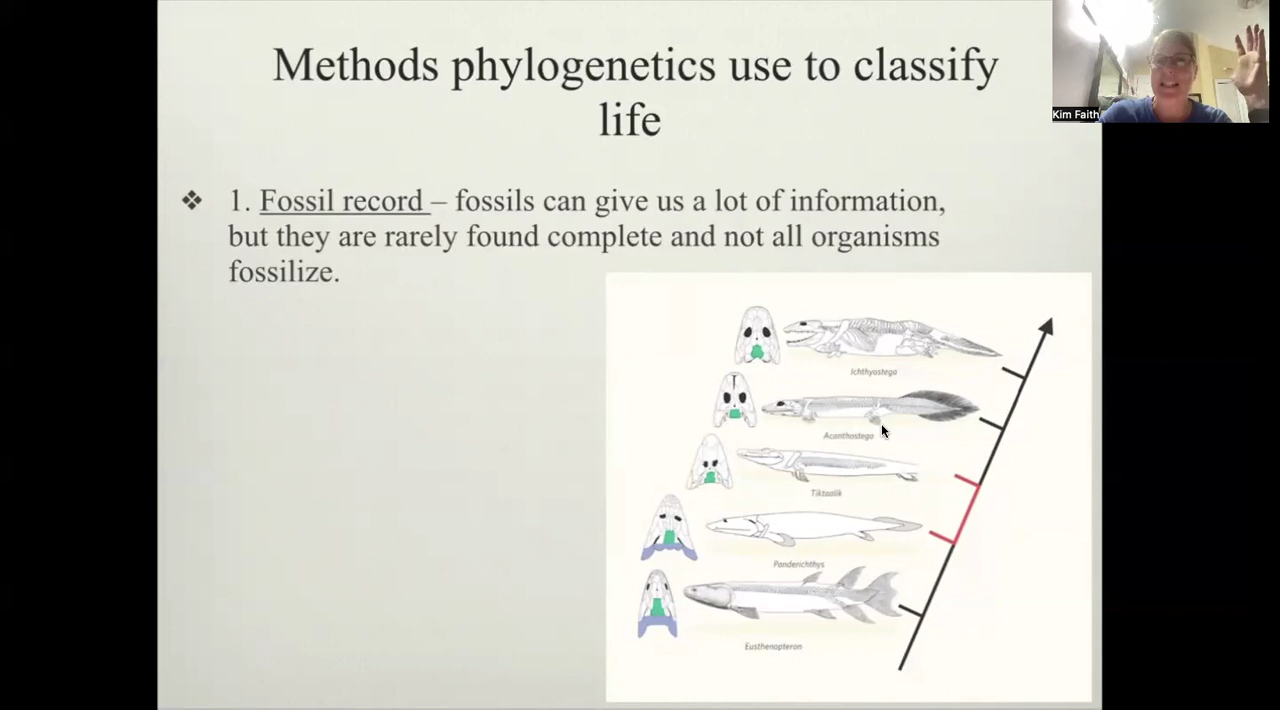 Methods phylogenetics use to classify
life
Kim Faith
❖ 1. Fossil record – fossils can give us a lot of information,
but they are rarely found complete and not all organisms
fossilize.
Ichthyostega
Acanthostega
Tiktaalik
Panderichthys
Eusthenopteron